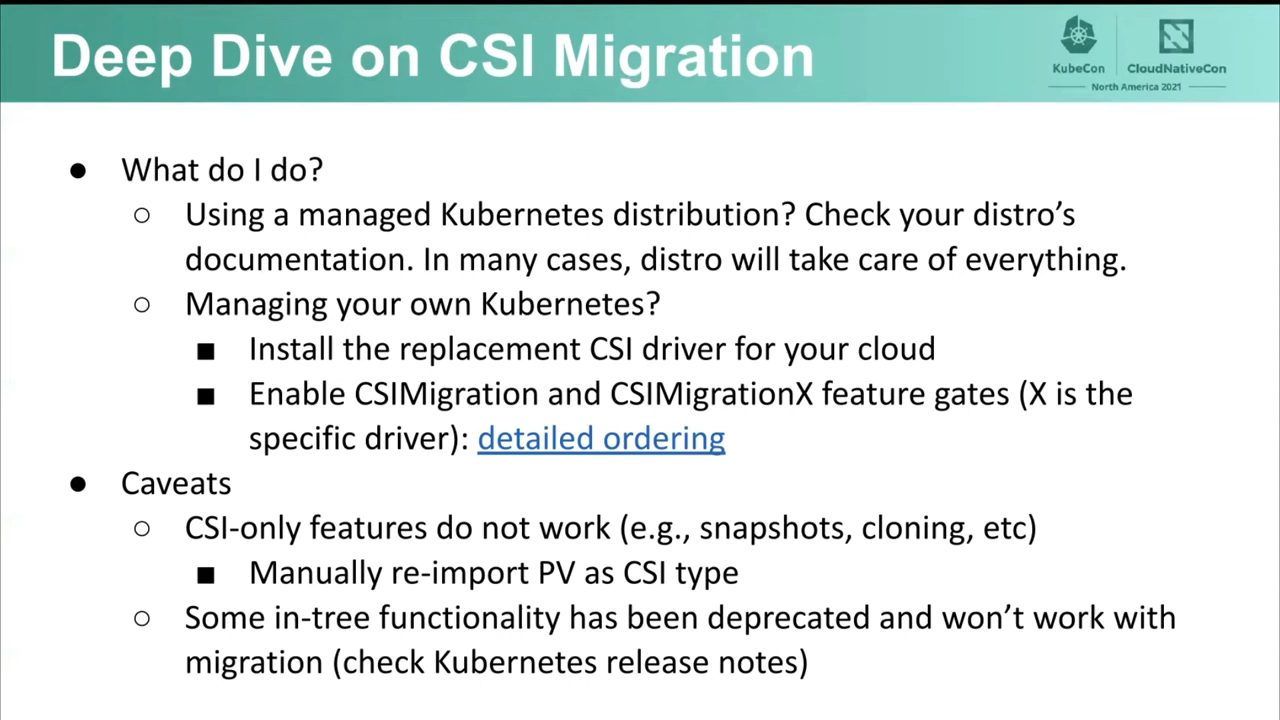 Deep Dive on CSI Migration
KubeCon
CloudNativeCon
North America 2021
● What do I do?
○ Using a managed Kubernetes distribution? Check your distro’s
documentation. In many cases, distro will take care of everything.
○ Managing your own Kubernetes?
■ Install the replacement CSI driver for your cloud
■ Enable CSIMigration and CSIMigrationX feature gates (X is the
specific driver): detailed ordering
● Caveats
○ CSI-only features do not work (e.g., snapshots, cloning, etc)
■ Manually re-import PV as CSI type
○ Some in-tree functionality has been deprecated and won’t work with
migration (check Kubernetes release notes)